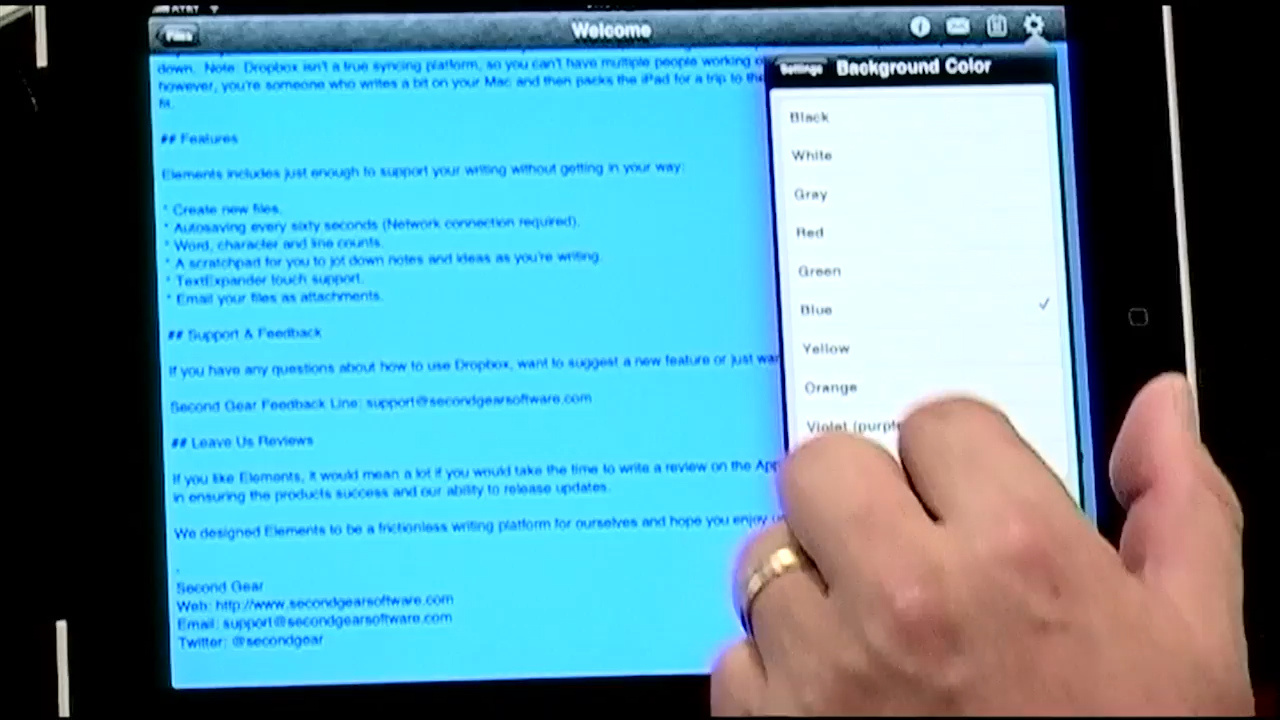 AT&T
Files
Welcome
down. Note: Dropbox isn't a true syncing platform, so you can't have multiple people working
however, you're someone who writes a bit on your Mac and then packs the iPad for a trip to the
fit.
## Features
Elements includes just enough to support your writing without getting in your way:
* Create new files.
* Autosaving every sixty seconds (Network connection required).
* Word, character and line counts.
* A scratchpad for you to jot down notes and ideas as you're writing.
* TextExpander touch support.
* Email your files as attachments.
## Support & Feedback
If you have any questions about how to use Dropbox, want to suggest a new feature or just
Second Gear Feedback Line: support@secondgearsoftware.com
## Leave Us Reviews
If you like Elements, it would mean a lot if you would take the time to write a review on the App
in ensuring the products success and our ability to release updates.
We designed Elements to be a frictionless writing platform for ourselves and hope you enjoy
Second Gear
Web: http://www.secondgearsoftware.com
Email: support@secondgearsoftware.com
Twitter: @secondgear
Settings
Background Color
Black
White
Gray
Red
Green
Blue
Yellow
Orange
Violet (purple